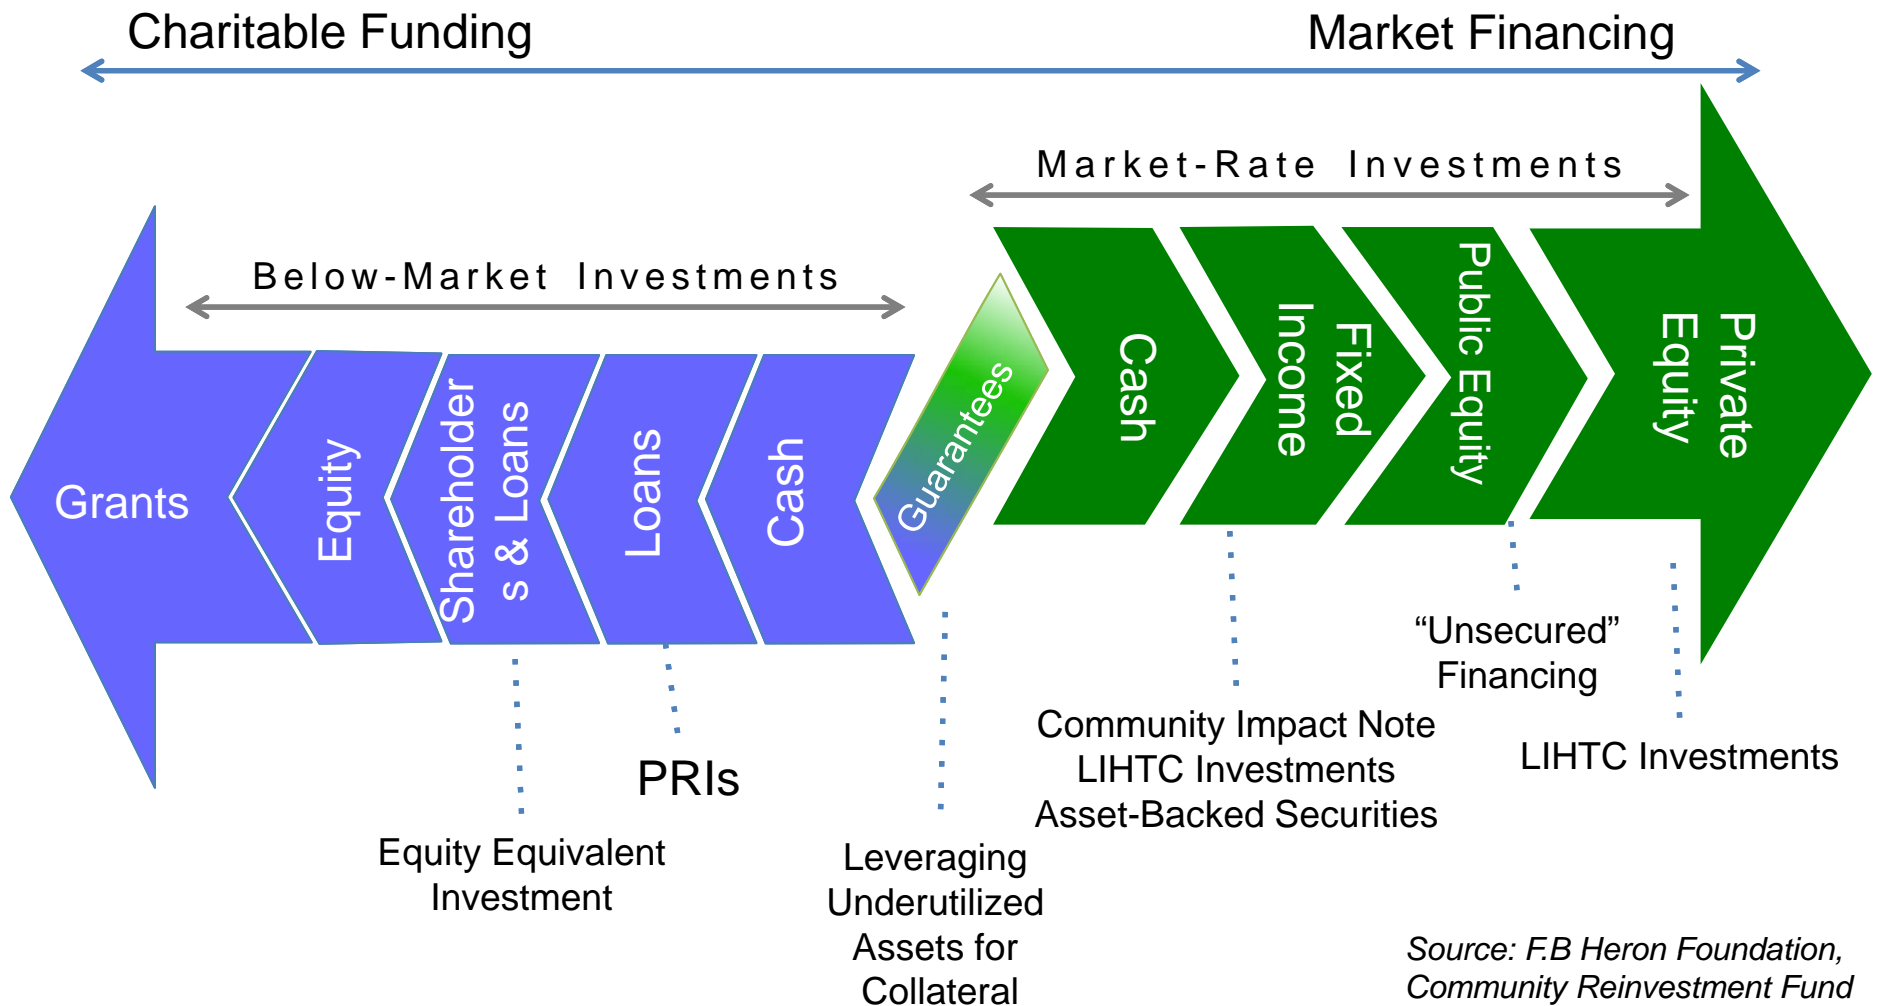 Charitable Funding
Market Financing
Market-Rate Investments
Below-Market Investments
Grants
Equity
Shareholder
s & Loans
Loans
Cash
Guarantees
Cash
Fixed
Income
Public Equity
Private
Equity
Equity Equivalent
Investment
PRIs
Leveraging
Underutilized
Assets for
Collateral
Community Impact Note
LIHTC Investments
Asset-Backed Securities
“Unsecured”
Financing
LIHTC Investments
Source: F.B Heron Foundation,
Community Reinvestment Fund